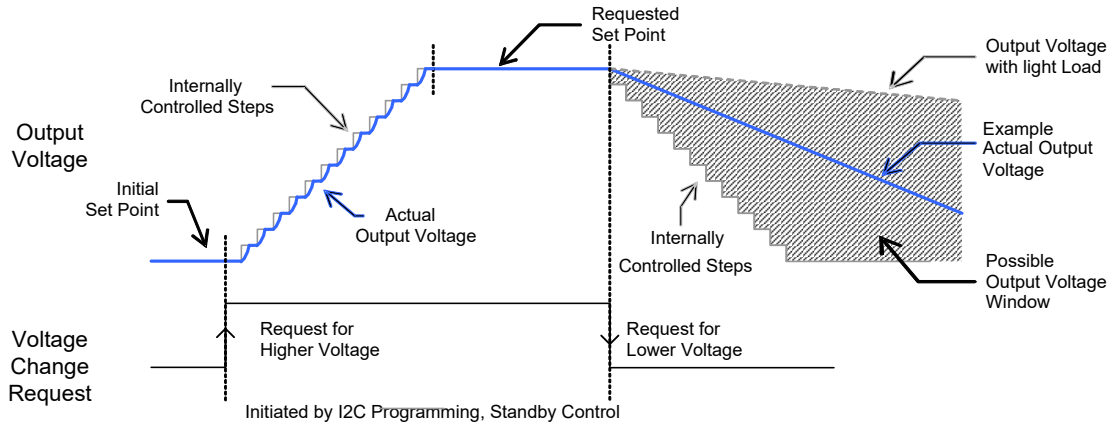 Requested
Set Point
Output Voltage
with light Load
Internally
Controlled Steps
Output
Voltage
Example
Actual Output
Voltage
Initial
Set Point
Actual
Output Voltage
Internally
Controlled Steps
Possible
Output Voltage
Window
Voltage
Change
Request
Request for
Higher Voltage
Request for
Lower Voltage
Initiated by I2C Programming, Standby Control